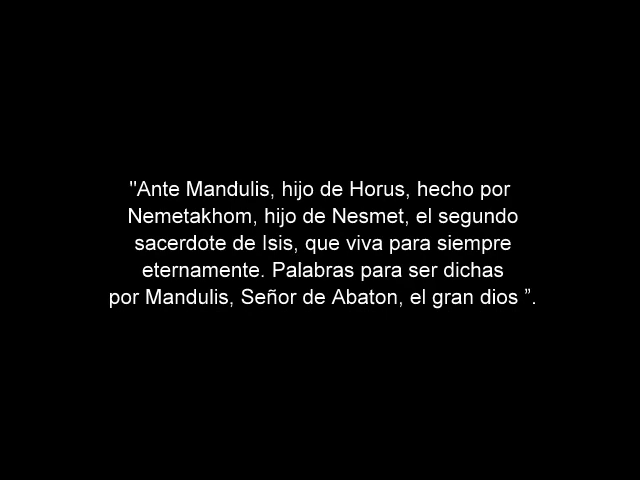 "Ante Mandulis, hijo de Horus, hecho por
Nemetakhom, hijo de Nesmet, el segundo
sacerdote de Isis, que viva para siempre
eternamente. Palabras para ser dichas
por Mandulis, Señor de Abaton, el gran dios ”.